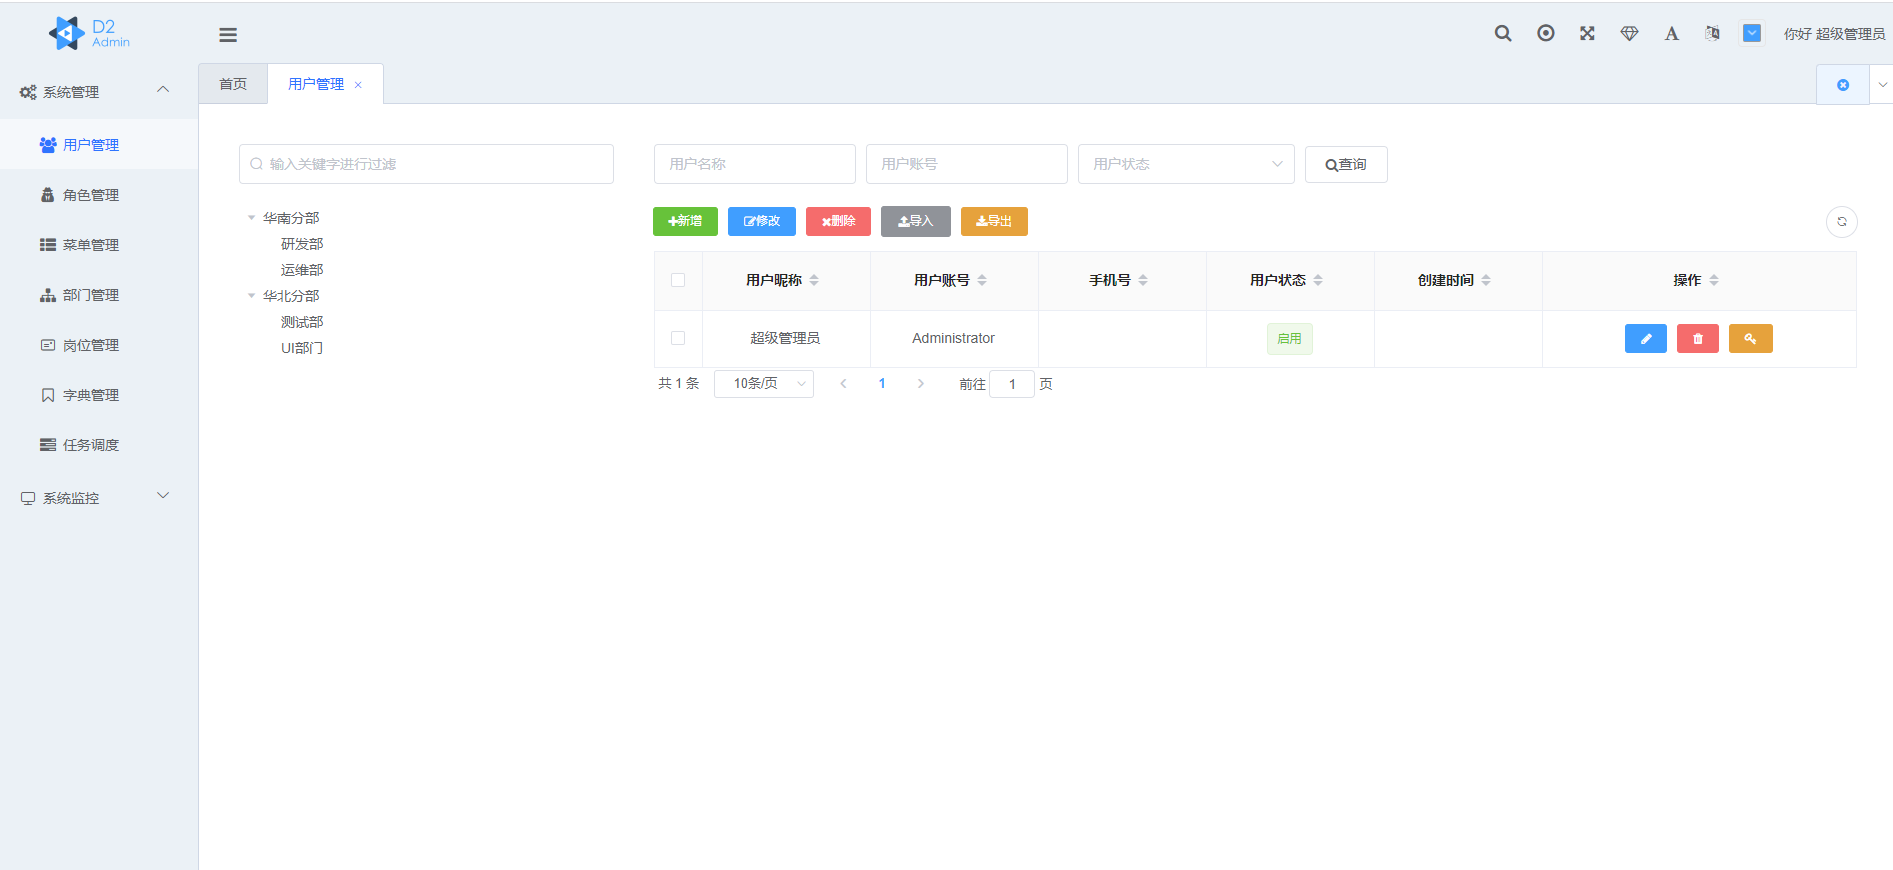 D2
Admin
你好 超级管理员
系统管理
用户管理
角色管理
菜单管理
部门管理
岗位管理
字典管理
任务调度
系统监控
首页
用户管理 ×
输入关键字进行过滤
华南分部
研发部
运维部
华北分部
测试部
UI部门
用户名称 用户账号 用户状态 查询
新增 修改 删除 导入 导出
用户昵称 用户账号 手机号 用户状态 创建时间 操作
超级管理员 Administrator 启用
共 1 条 10条/页 1 前往 1 页